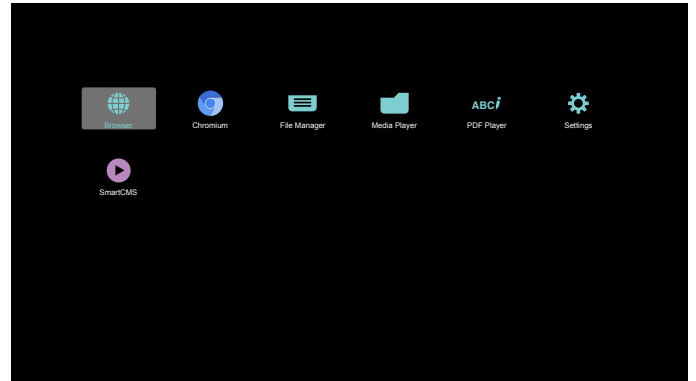 ABCi
Browser Chromium File Manager Media Player PDF Player Settings
SmartCMS